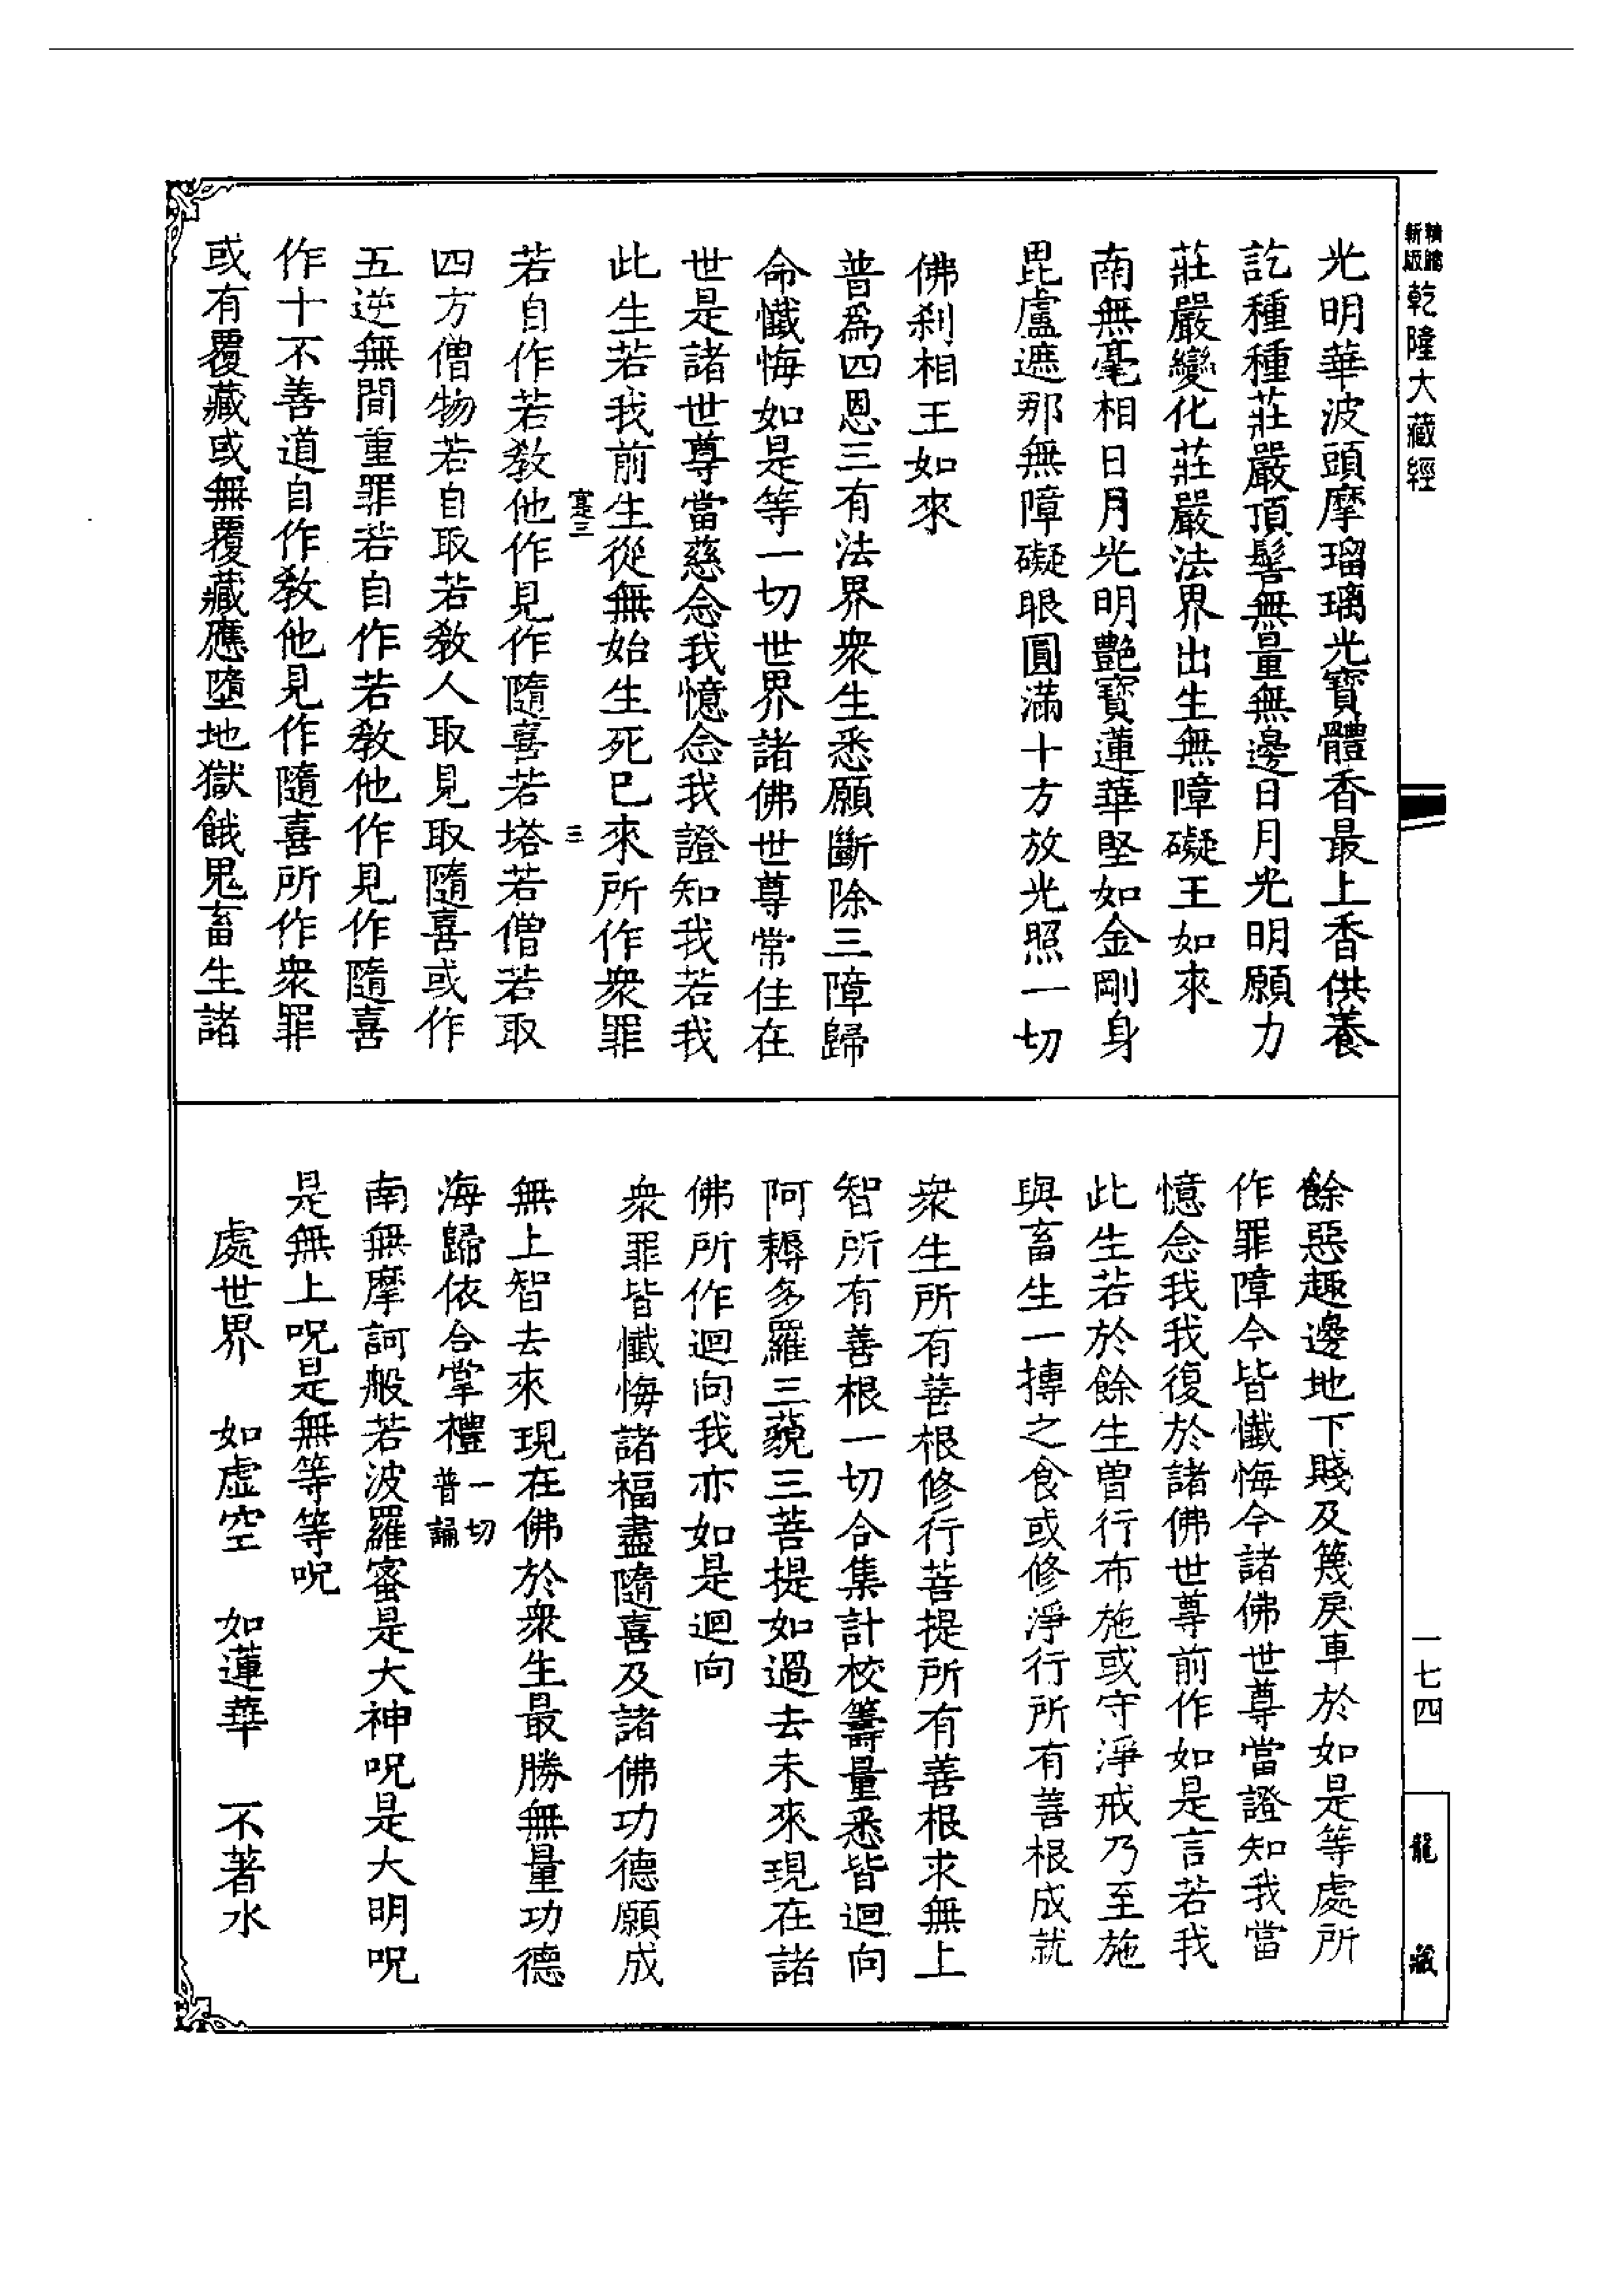 新版精騰
乾隆大藏經
光明華波頭摩瑠璃光寶體香最上香供養
訖種種莊嚴頂髻無量無邊日月光明願力
莊嚴變化莊嚴法界出生無障礙王如來
南無毫相日月光明艷寶蓮華堅如金剛身
毘盧遮那無障礙眼圓滿十方放光照一切
佛剎相王如來
普爲四恩三有法界衆生悉願斷除三障歸
命懺悔如是等一切世界諸佛世尊常住在
世是諸世尊當慈念我憶念我證知我若我
此生若我前生從無始生死已來所作衆罪
寔三
三
若自作若教他作見作隨喜若塔若僧若取
四方僧物若自取若教人取見取隨喜或作
五逆無間重罪若自作若教他作見作隨喜
作十不善道自作教他見作隨喜所作衆罪
或有覆藏或無覆藏應墮地獄餓鬼畜生諸
餘惡趣邊地下賤及篾戾車於如是等處所
作罪障今皆懺悔今諸佛世尊當證知我當
憶念我我復於諸佛世尊前作如是言若我
此生若於餘生曾行布施或守淨戒乃至施
與畜生一摶之食或修淨行所有善根成就
衆生所有善根修行菩提所有善根求無上
智所有善根一切合集計校籌量悉皆迴向
阿耨多羅三藐三菩提如過去未來現在諸
佛所作迴向我亦如是迴向
衆罪皆懺悔諸福盡隨喜及諸佛功德願成
無上智去來現在佛於衆生最勝無量功德
海歸依合掌禮一切普誦
南無摩訶般若波羅蜜是大神呪是大明呪
是無上呪是無等等呪
處世界　如虛空　如蓮華　不著水
一七四
龍藏